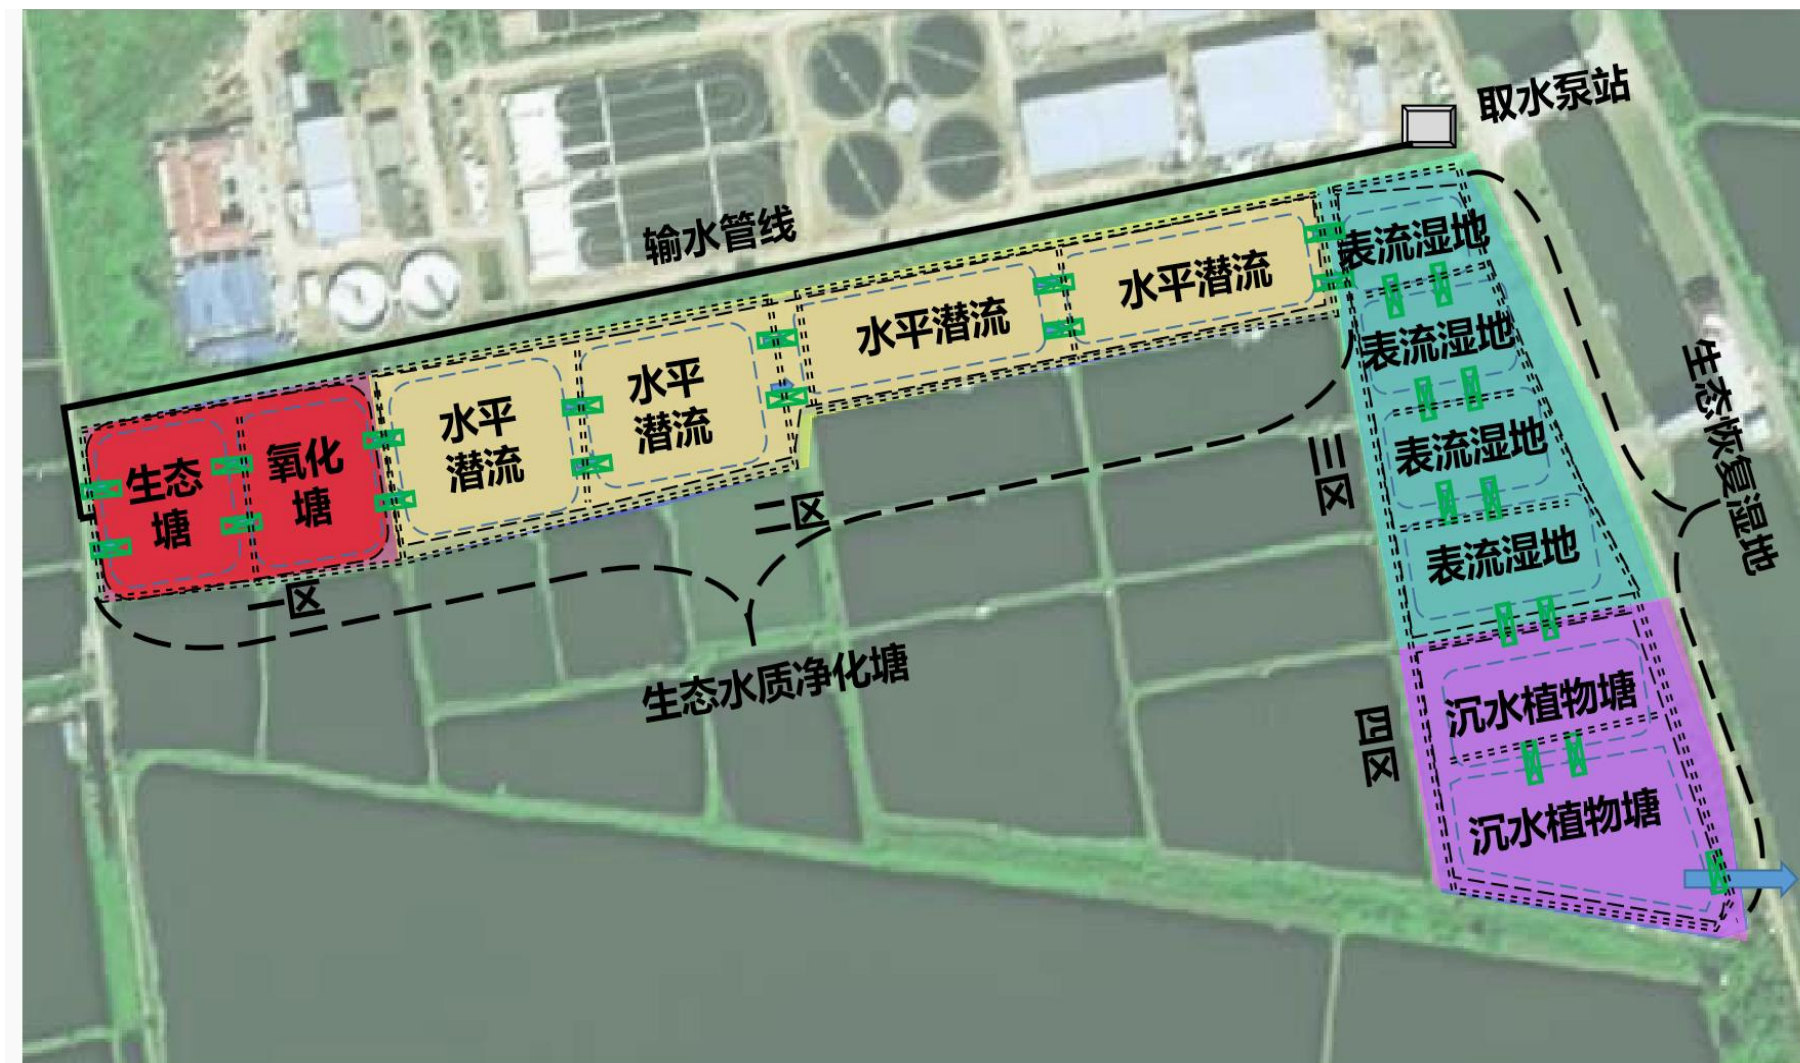 取水泵站
输水管线
表流湿地
水平潜流
水平潜流
表流湿地
水平
潜流
水平
潜流
生态
塘
氧化
塘
表流湿地
表流湿地
一区
二区
三区
四区
生态水质净化塘
生态恢复湿地
沉水植物塘
沉水植物塘